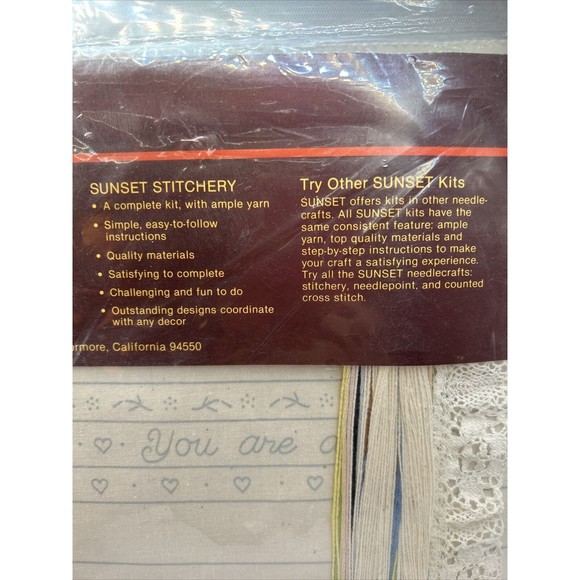 SUNSET STITCHERY
• A complete kit, with ample yarn
• Simple, easy-to-follow
instructions
• Quality materials
• Satisfying to complete
• Challenging and fun to do
• Outstanding designs coordinate
with any decor
ermore, California 94550
Try Other SUNSET Kits
SUNSET offers kits in other needle-
crafts. All SUNSET kits have the
same consistent feature: ample
yarn, top quality materials and
step-by-step instructions to make
your craft a satisfying experience.
Try all the SUNSET needlecrafts:
stitchery, needlepoint, and counted
cross stitch.
You are a